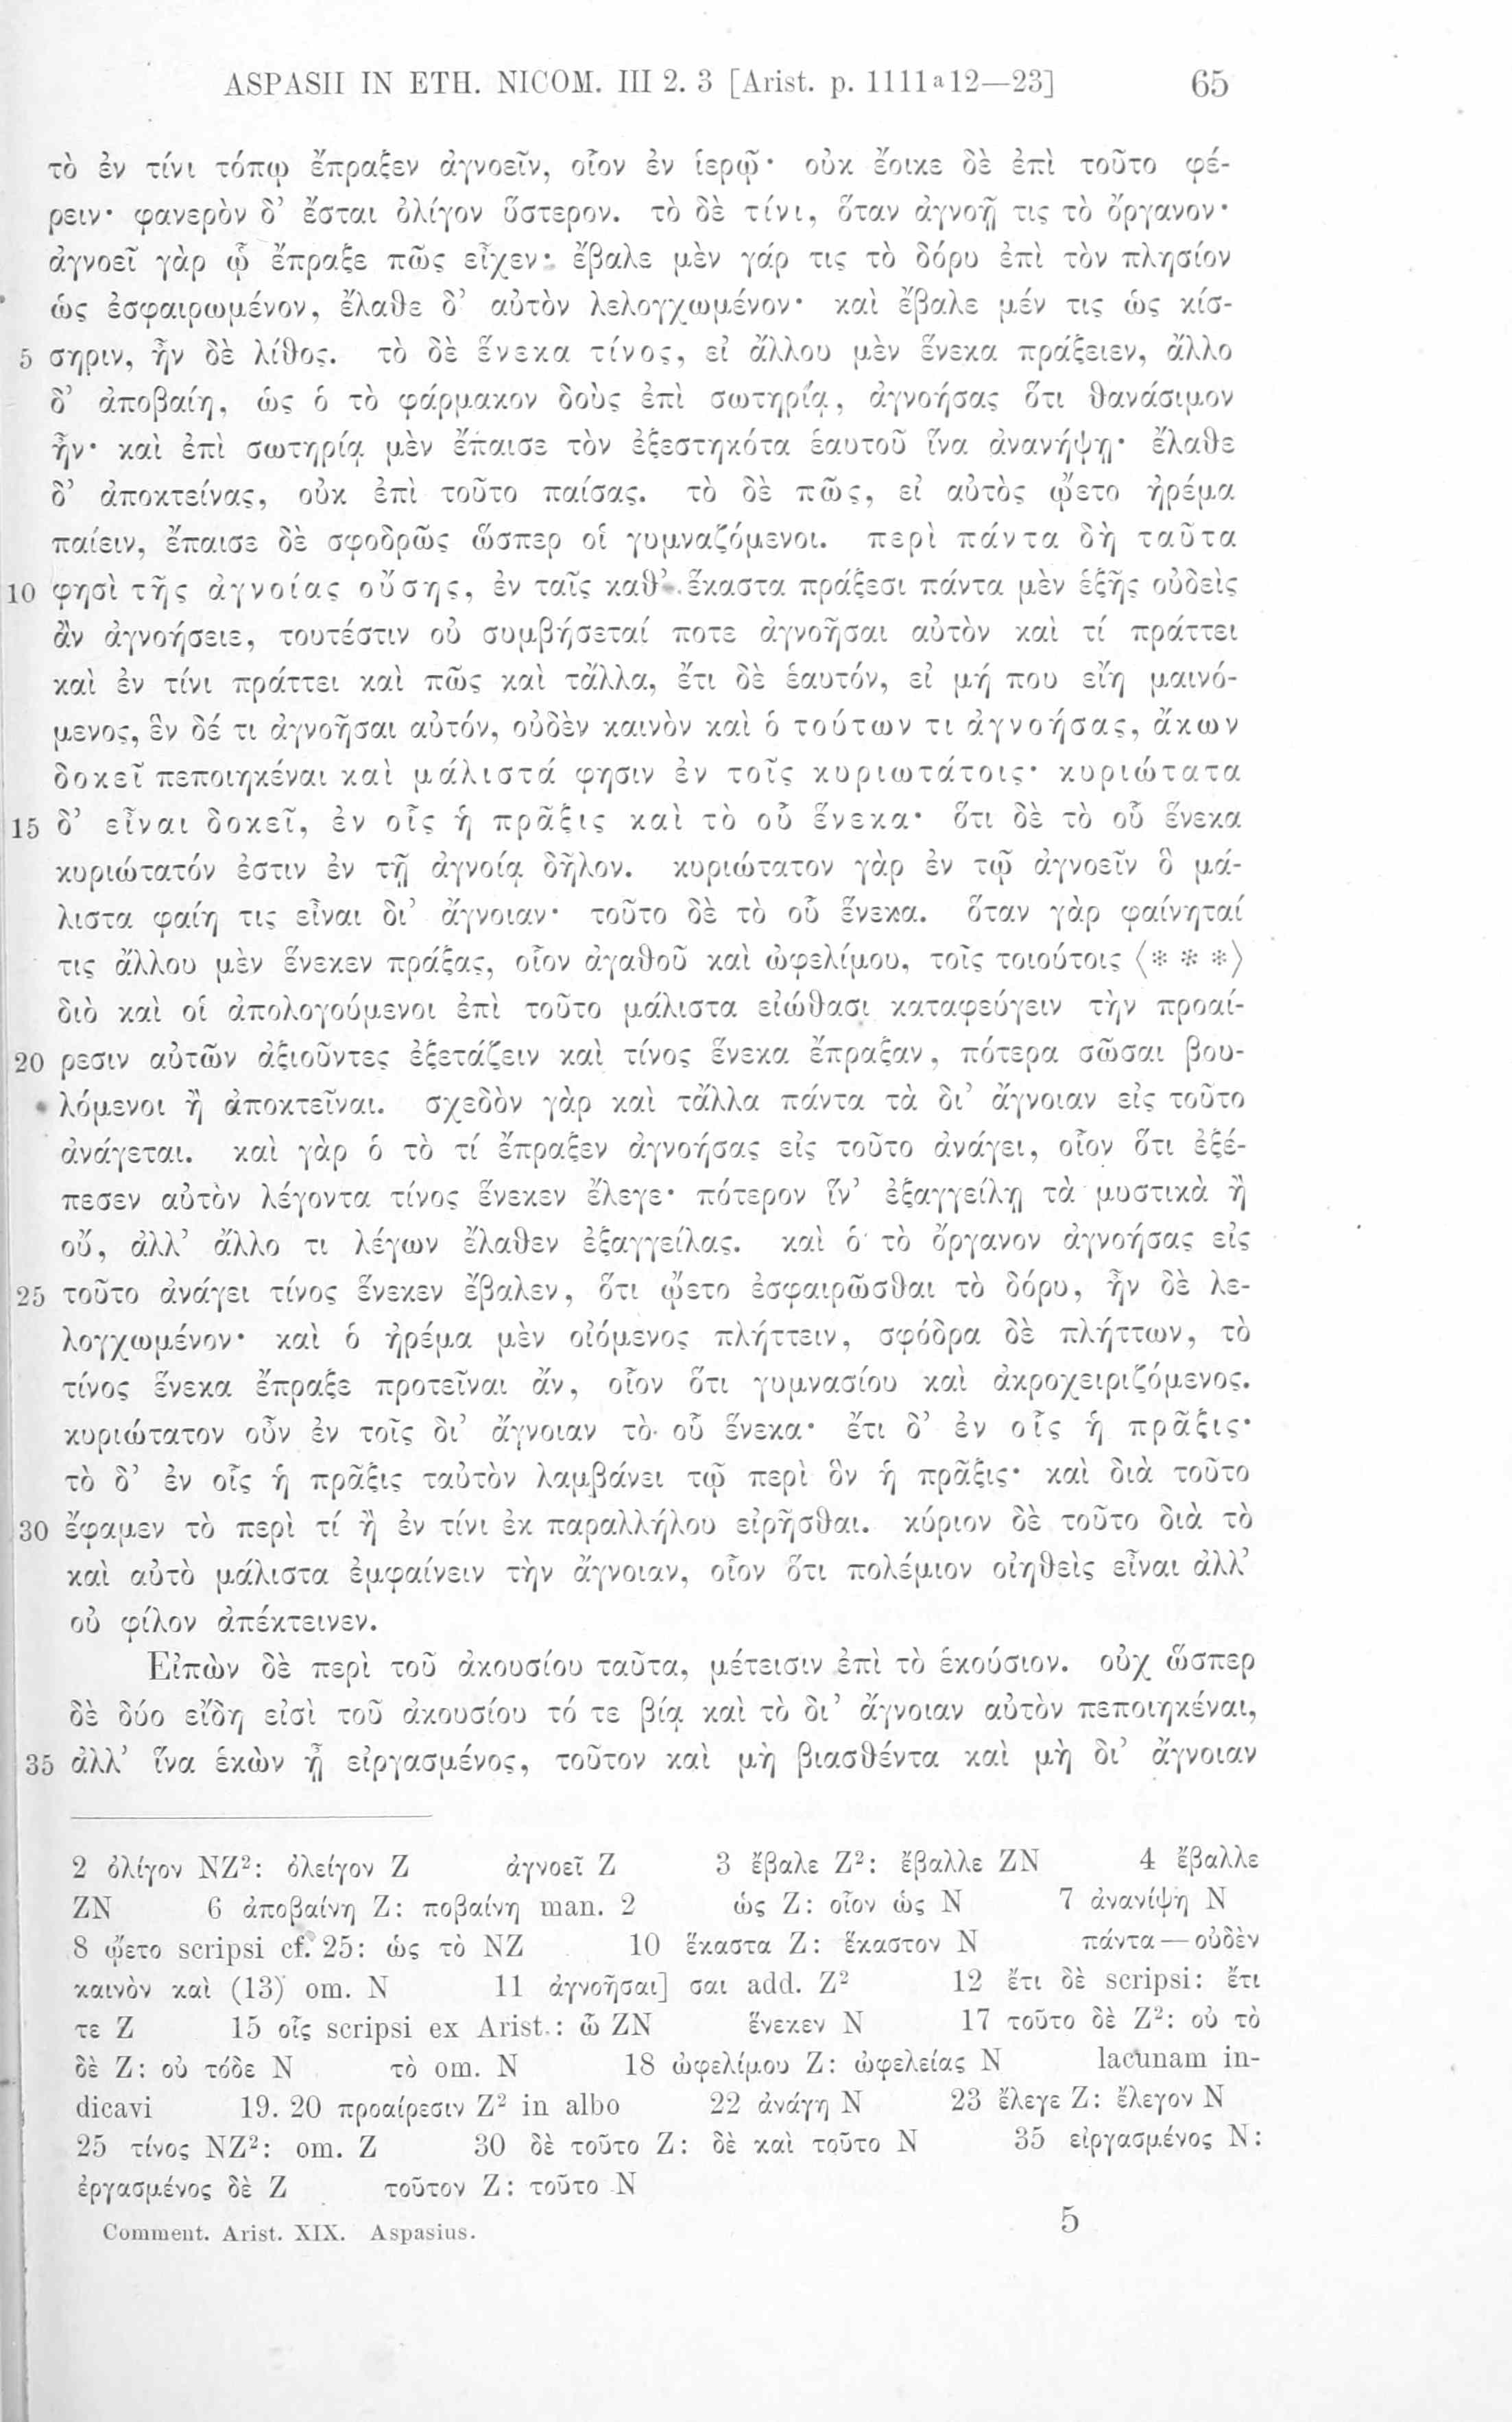 ASPASII IN ETH. NICOM. III 2. 3 [Arist. p. 1111ᵃ12—23] 65
τὸ ἐν τίνι τόπῳ ἔπραξεν ἀγνοεῖν, οἷον ἐν ἱερῷ· οὐκ ἔοικε δὲ ἐπὶ τοῦτο φέ-
ρειν· φανερὸν δ’ ἔσται ὀλίγον ὕστερον. τὸ δὲ τίνι, ὅταν ἀγνοῇ τις τὸ ὄργανον·
ἀγνοεῖ γὰρ ᾧ ἔπραξε πῶς εἶχεν· ἔβαλε μὲν γάρ τις τὸ δόρυ ἐπὶ τὸν πλησίον
ὡς ἐσφαιρωμένον, ἔλαθε δ’ αὐτὸν λελογχωμένον· καὶ ἔβαλε μέν τις ὡς κίσ-
5 σηριν, ἦν δὲ λίθος. τὸ δὲ ἕνεκα τίνος, εἰ ἄλλου μὲν ἕνεκα πράξειεν, ἄλλο
δ’ ἀποβαίη, ὡς ὁ τὸ φάρμακον δοὺς ἐπὶ σωτηρίᾳ, ἀγνοήσας ὅτι θανάσιμον
ἦν· καὶ ἐπὶ σωτηρίᾳ μὲν ἔπαισε τὸν ἐξεστηκότα ἑαυτοῦ ἵνα ἀνανήψῃ· ἔλαθε
δ’ ἀποκτείνας, οὐκ ἐπὶ τοῦτο παίσας. τὸ δὲ πῶς, εἰ αὐτὸς ᾤετο ἠρέμα
παίειν, ἔπαισε δὲ σφοδρῶς ὥσπερ οἱ γυμναζόμενοι. περὶ πάντα δὴ ταῦτα
10 φησὶ τῆς ἀγνοίας οὔσης, ἐν ταῖς καθ’ ἕκαστα πράξεσι πάντα μὲν ἑξῆς οὐδεὶς
ἂν ἀγνοήσειε, τουτέστιν οὐ συμβήσεταί ποτε ἀγνοῆσαι αὐτὸν καὶ τί πράττει
καὶ ἐν τίνι πράττει καὶ πῶς καὶ τἄλλα, ἔτι δὲ ἑαυτόν, εἰ μή που εἴη μαινό-
μενος, ἓν δέ τι ἀγνοῆσαι αὐτόν, οὐδὲν καινὸν καὶ ὁ τούτων τι ἀγνοήσας, ἄκων
δοκεῖ πεποιηκέναι καὶ μάλιστά φησιν ἐν τοῖς κυριωτάτοις· κυριώτατα
15 δ’ εἶναι δοκεῖ, ἐν οἷς ἡ πρᾶξις καὶ τὸ οὗ ἕνεκα· ὅτι δὲ τὸ οὗ ἕνεκα
κυριώτατόν ἐστιν ἐν τῇ ἀγνοίᾳ δῆλον. κυριώτατον γὰρ ἐν τῷ ἀγνοεῖν ὃ μά-
λιστα φαίη τις εἶναι δι’ ἄγνοιαν· τοῦτο δὲ τὸ οὗ ἕνεκα. ὅταν γὰρ φαίνηταί
τις ἄλλου μὲν ἕνεκεν πράξας, οἷον ἀγαθοῦ καὶ ὠφελίμου, τοῖς τοιούτοις ⟨* * *⟩
διὸ καὶ οἱ ἀπολογούμενοι ἐπὶ τοῦτο μάλιστα εἰώθασι καταφεύγειν τὴν προαί-
20 ρεσιν αὐτῶν ἀξιοῦντες ἐξετάζειν καὶ τίνος ἕνεκα ἔπραξαν, πότερα σῶσαι βου-
λόμενοι ἢ ἀποκτεῖναι. σχεδὸν γὰρ καὶ τἄλλα πάντα τὰ δι’ ἄγνοιαν εἰς τοῦτο
ἀνάγεται. καὶ γὰρ ὁ τὸ τί ἔπραξεν ἀγνοήσας εἰς τοῦτο ἀνάγει, οἷον ὅτι ἐξέ-
πεσεν αὐτὸν λέγοντα τίνος ἕνεκεν ἔλεγε· πότερον ἵν’ ἐξαγγείλῃ τὰ μυστικὰ ἢ
οὔ, ἀλλ’ ἄλλο τι λέγων ἔλαθεν ἐξαγγείλας. καὶ ὁ τὸ ὄργανον ἀγνοήσας εἰς
25 τοῦτο ἀνάγει τίνος ἕνεκεν ἔβαλεν, ὅτι ᾤετο ἐσφαιρῶσθαι τὸ δόρυ, ἦν δὲ λε-
λογχωμένον· καὶ ὁ ἠρέμα μὲν οἰόμενος πλήττειν, σφόδρα δὲ πλήττων, τὸ
τίνος ἕνεκα ἔπραξε προτεῖναι ἄν, οἷον ὅτι γυμνασίου καὶ ἀκροχειριζόμενος.
κυριώτατον οὖν ἐν τοῖς δι’ ἄγνοιαν τὸ οὗ ἕνεκα· ἔτι δ’ ἐν οἷς ἡ πρᾶξις·
τὸ δ’ ἐν οἷς ἡ πρᾶξις ταὐτὸν λαμβάνει τῷ περὶ ὃν ἡ πρᾶξις· καὶ διὰ τοῦτο
30 ἔφαμεν τὸ περὶ τί ἢ ἐν τίνι ἐκ παραλλήλου εἰρῆσθαι. κύριον δὲ τοῦτο διὰ τὸ
καὶ αὐτὸ μάλιστα ἐμφαίνειν τὴν ἄγνοιαν, οἷον ὅτι πολέμιον οἰηθεὶς εἶναι ἀλλ’
οὐ φίλον ἀπέκτεινεν.
Εἰπὼν δὲ περὶ τοῦ ἀκουσίου ταῦτα, μέτεισιν ἐπὶ τὸ ἑκούσιον. οὐχ ὥσπερ
δὲ δύο εἴδη εἰσὶ τοῦ ἀκουσίου τό τε βίᾳ καὶ τὸ δι’ ἄγνοιαν αὐτὸν πεποιηκέναι,
35 ἀλλ’ ἵνα ἑκὼν ᾖ εἰργασμένος, τοῦτον καὶ μὴ βιασθέντα καὶ μὴ δι’ ἄγνοιαν
2 ὀλίγον NZ²: ὀλείγον Z ἀγνοεῖ Z 3 ἔβαλε Z²: ἔβαλλε ZN 4 ἔβαλλε
ZN 6 ἀποβαίνη Z: ποβαίνη man. 2 ὡς Z: οἷον ὡς N 7 ἀνανίψη N
8 ᾤετο scripsi cf. 25: ὡς τὸ NZ 10 ἕκαστα Z: ἕκαστον N πάντα—οὐδὲν
καινὸν καὶ (13) om. N 11 ἀγνοῆσαι] σαι add. Z² 12 ἔτι δὲ scripsi: ἔτι
τε Z 15 οἷς scripsi ex Arist.: ὦ ZN ἕνεκεν N 17 τοῦτο δὲ Z²: οὐ τὸ
δὲ Z: οὐ τόδε N τὸ om. N 18 ὠφελίμου Z: ὠφελείας N lacunam in-
dicavi 19. 20 προαίρεσιν Z² in albo 22 ἀνάγη N 23 ἔλεγε Z: ἔλεγον N
25 τίνος NZ²: om. Z 30 δὲ τοῦτο Z: δὲ καὶ τοῦτο N 35 εἰργασμένος N:
ἐργασμένος δὲ Z τοῦτον Z: τοῦτο N
Comment. Arist. XIX. Aspasius. 5